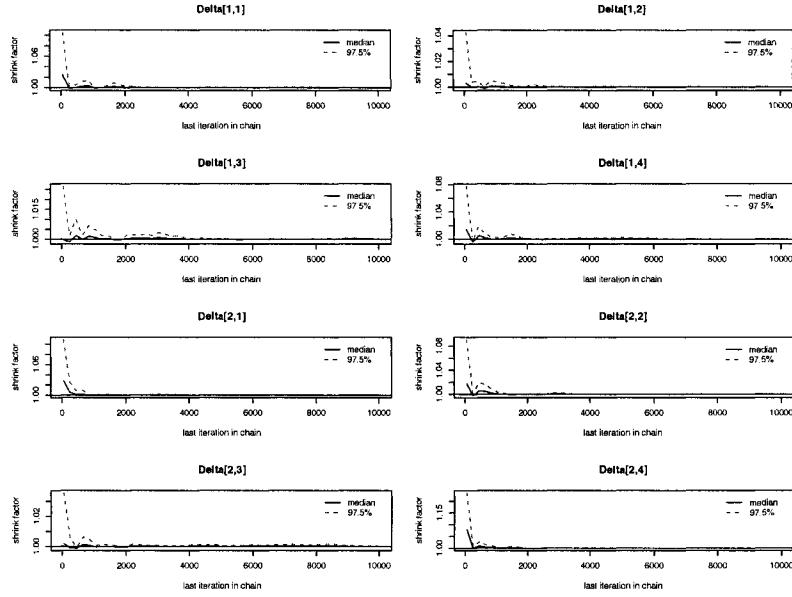 Delta[1,1]
shrink factor
1.00 1.06
median
97.5%
0 2000 4000 6000 8000 10000
last iteration in chain
Delta[1,2]
shrink factor
1.00 1.02 1.04
median
97.5%
0 2000 4000 6000 8000 10000
last iteration in chain
Delta[1,3]
shrink factor
1.000 1.015
median
97.5%
0 2000 4000 6000 8000 10000
last iteration in chain
Delta[1,4]
shrink factor
1.00 1.04 1.08
median
97.5%
0 2000 4000 6000 8000 10000
last iteration in chain
Delta[2,1]
shrink factor
1.00 1.06
median
97.5%
0 2000 4000 6000 8000 10000
last iteration in chain
Delta[2,2]
shrink factor
1.00 1.04 1.08
median
97.5%
0 2000 4000 6000 8000 10000
last iteration in chain
Delta[2,3]
shrink factor
1.00 1.02
median
97.5%
0 2000 4000 6000 8000 10000
last iteration in chain
Delta[2,4]
shrink factor
1.00 1.15
median
97.5%
0 2000 4000 6000 8000 10000
last iteration in chain